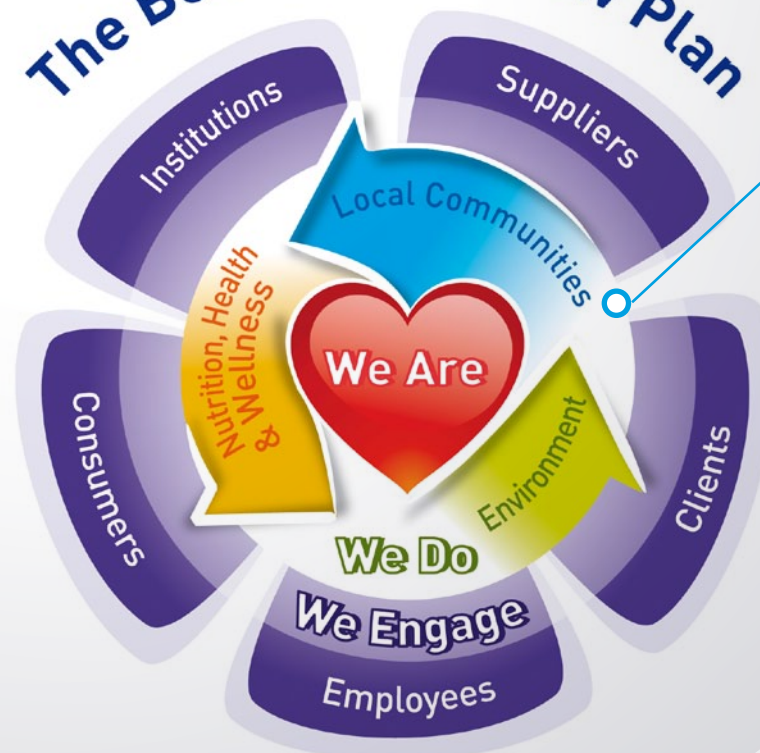 The
Plan
Institutions
Suppliers
Local Communities
Nutrition, Health
& Wellness
We Are
Consumers
Environment
Clients
We Do
We Engage
Employees